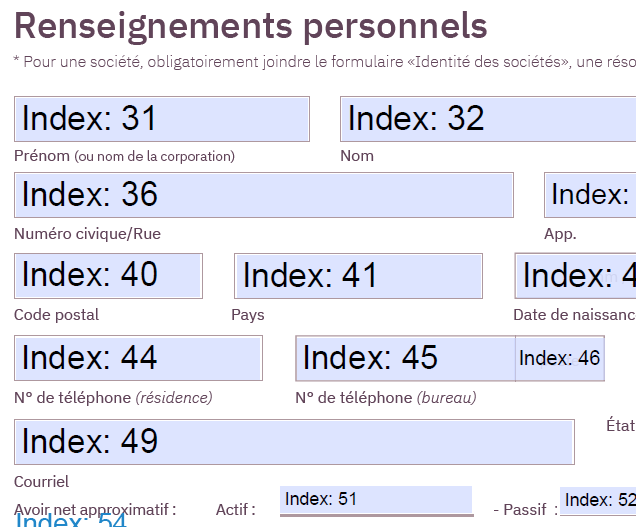 Renseignements personnels
* Pour une société, obligatoirement joindre le formulaire «Identité des sociétés», une réso
Index: 31 Index: 32
Prénom (ou nom de la corporation) Nom
Index: 36 Index:
Numéro civique/Rue App.
Index: 40 Index: 41 Index: 4
Code postal Pays Date de naissanc
Index: 44 Index: 45 Index: 46
N° de téléphone (résidence) N° de téléphone (bureau)
Index: 49 État
Courriel
Avoir net approximatif : Actif : Index: 51 - Passif : Index: 52
Index: 54